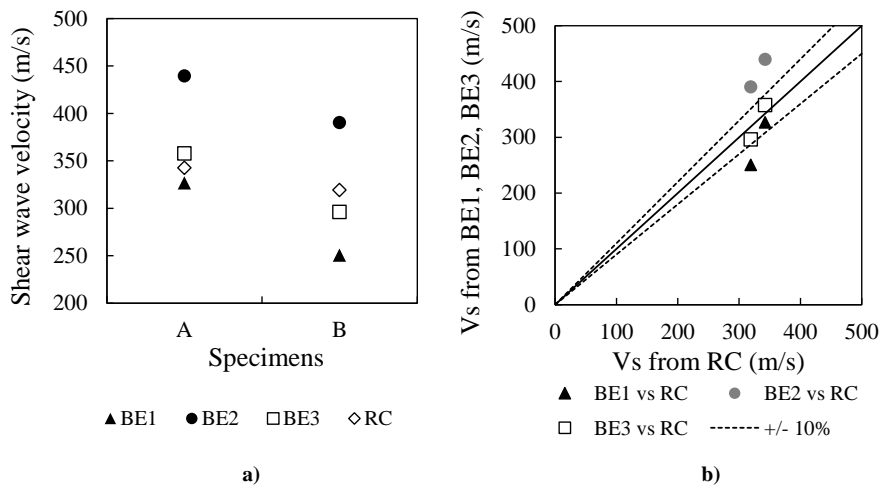 Shear wave velocity (m/s)
500
450
400
350
300
250
200
A B
Specimens
BE1 BE2 BE3 RC
a)
Vs from BE1, BE2, BE3 (m/s)
500
400
300
200
100
0
0 100 200 300 400 500
Vs from RC (m/s)
BE1 vs RC BE2 vs RC
BE3 vs RC +/- 10%
b)